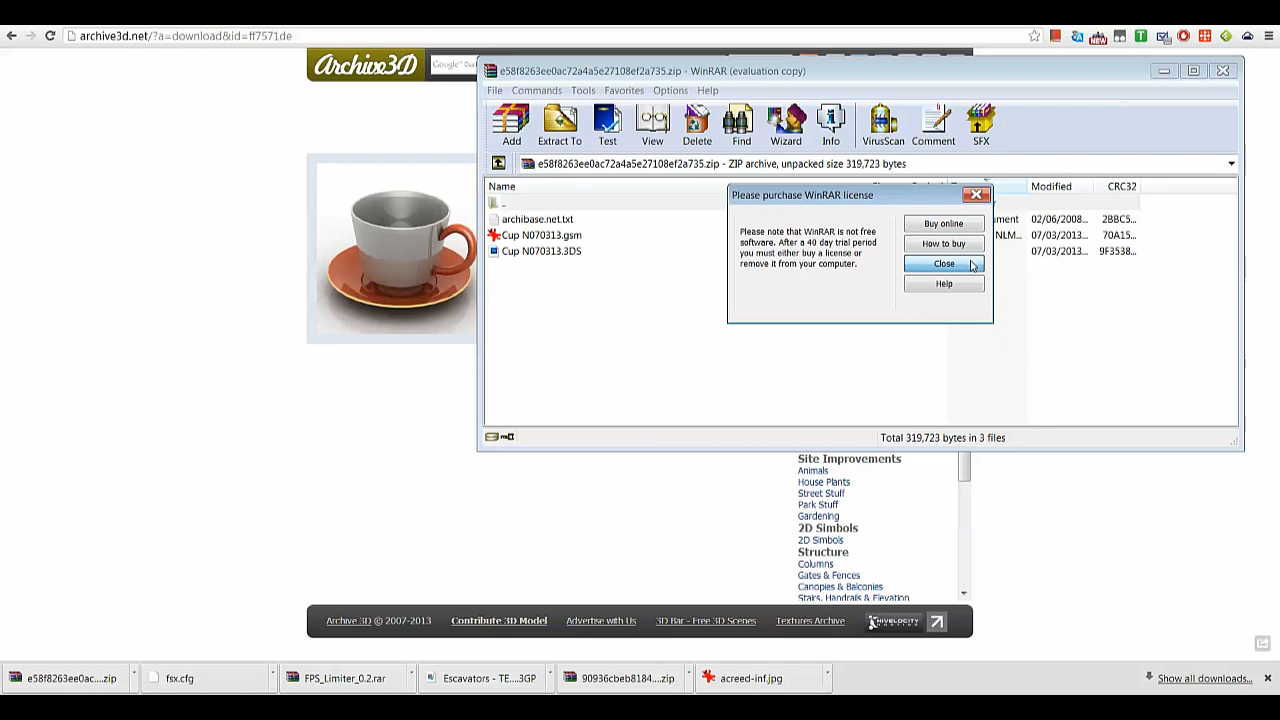 archive3d.net/?a=download&id=ff7571de
NEW
T
Archive3D
Google
e58f8263ee0ac72a4a5e27108ef2a735.zip - WinRAR (evaluation copy)
File Commands Tools Favorites Options Help
Add Extract To Test View Delete Find Wizard Info VirusScan Comment SFX
e58f8263ee0ac72a4a5e27108ef2a735.zip - ZIP archive, unpacked size 319,723 bytes
Name Modified CRC32
..
archibase.net.txt 02/06/2008... 2BBC5...
Cup N070313.gsm NLM... 07/03/2013... 70A15...
Cup N070313.3DS 07/03/2013... 9F3538...
Please purchase WinRAR license
Please note that WinRAR is not free
software. After a 40 day trial period
you must either buy a license or
remove it from your computer.
Buy online
How to buy
Close
Help
Total 319,723 bytes in 3 files
Site Improvements
Animals
House Plants
Street Stuff
Park Stuff
Gardening
2D Simbols
2D Simbols
Structure
Columns
Gates & Fences
Canopies & Balconies
Stairs, Handrails & Elevation
Archive 3D © 2007-2013 Contribute 3D Model Advertise with Us 3D Bar - Free 3D Scenes Textures Archive HIVELOCITY
e58f8263ee0ac....zip fsx.cfg FPS_Limiter_0.2.rar Escavators - TE....3GP 90936cbeb8184....zip acreed-inf.jpg Show all downloads...